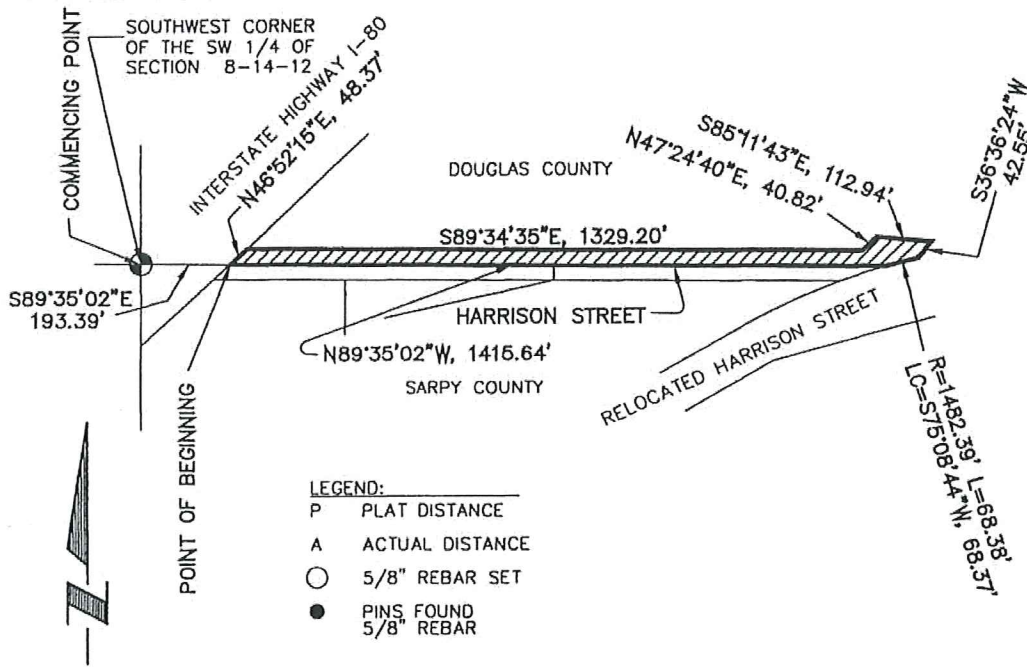 COMMENCING POINT
SOUTHWEST CORNER
OF THE SW 1/4 OF
SECTION 8-14-12
INTERSTATE HIGHWAY I-80
N46°52'15"E, 48.37'
DOUGLAS COUNTY
S85°11'43"E, 112.94'
N47°24'40"E, 40.82'
S36°36'24"W
42.55'
S89°34'35"E, 1329.20'
S89°35'02"E
193.39'
HARRISON STREET
N89°35'02"W, 1415.64'
SARPY COUNTY
RELOCATED HARRISON STREET
R=1482.39' L=68.38'
LC=S75°08'44"W, 68.37'
POINT OF BEGINNING
LEGEND:
P PLAT DISTANCE
A ACTUAL DISTANCE
5/8" REBAR SET
PINS FOUND
5/8" REBAR
N